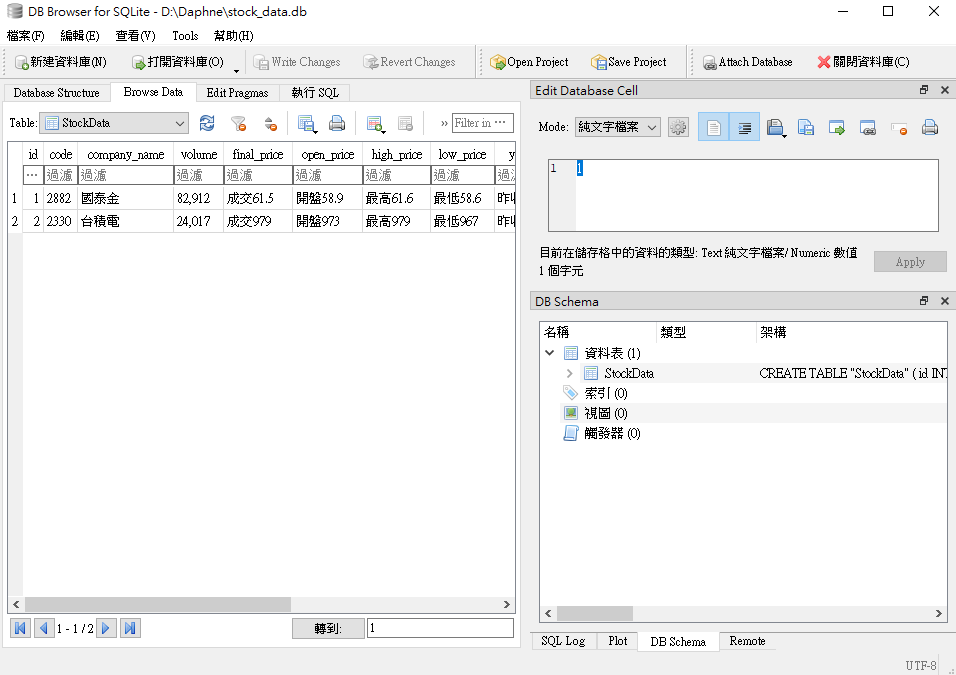 DB Browser for SQLite - D:\Daphne\stock_data.db
檔案(F) 編輯(E) 查看(V) Tools 幫助(H)
新建資料庫(N) 打開資料庫(O) Write Changes Revert Changes Open Project Save Project Attach Database 關閉資料庫(C)
Database Structure Browse Data Edit Pragmas 執行 SQL
Table: StockData » Filter in ···
id code company_name volume final_price open_price high_price low_price y
··· 過濾 過濾 過濾 過濾 過濾 過濾 過濾 過濾
1 1 2882 國泰金 82,912 成交61.5 開盤58.9 最高61.6 最低58.6 昨收
2 2 2330 台積電 24,017 成交979 開盤973 最高979 最低967 昨收
1 - 1 / 2 轉到: 1
Edit Database Cell
Mode: 純文字檔案
1 1
目前在儲存格中的資料的類型: Text 純文字檔案/ Numeric 數值
1 個字元
Apply
DB Schema
名稱 類型 架構
資料表 (1)
StockData CREATE TABLE "StockData" ( id INT
索引 (0)
視圖 (0)
觸發器 (0)
SQL Log Plot DB Schema Remote
UTF-8